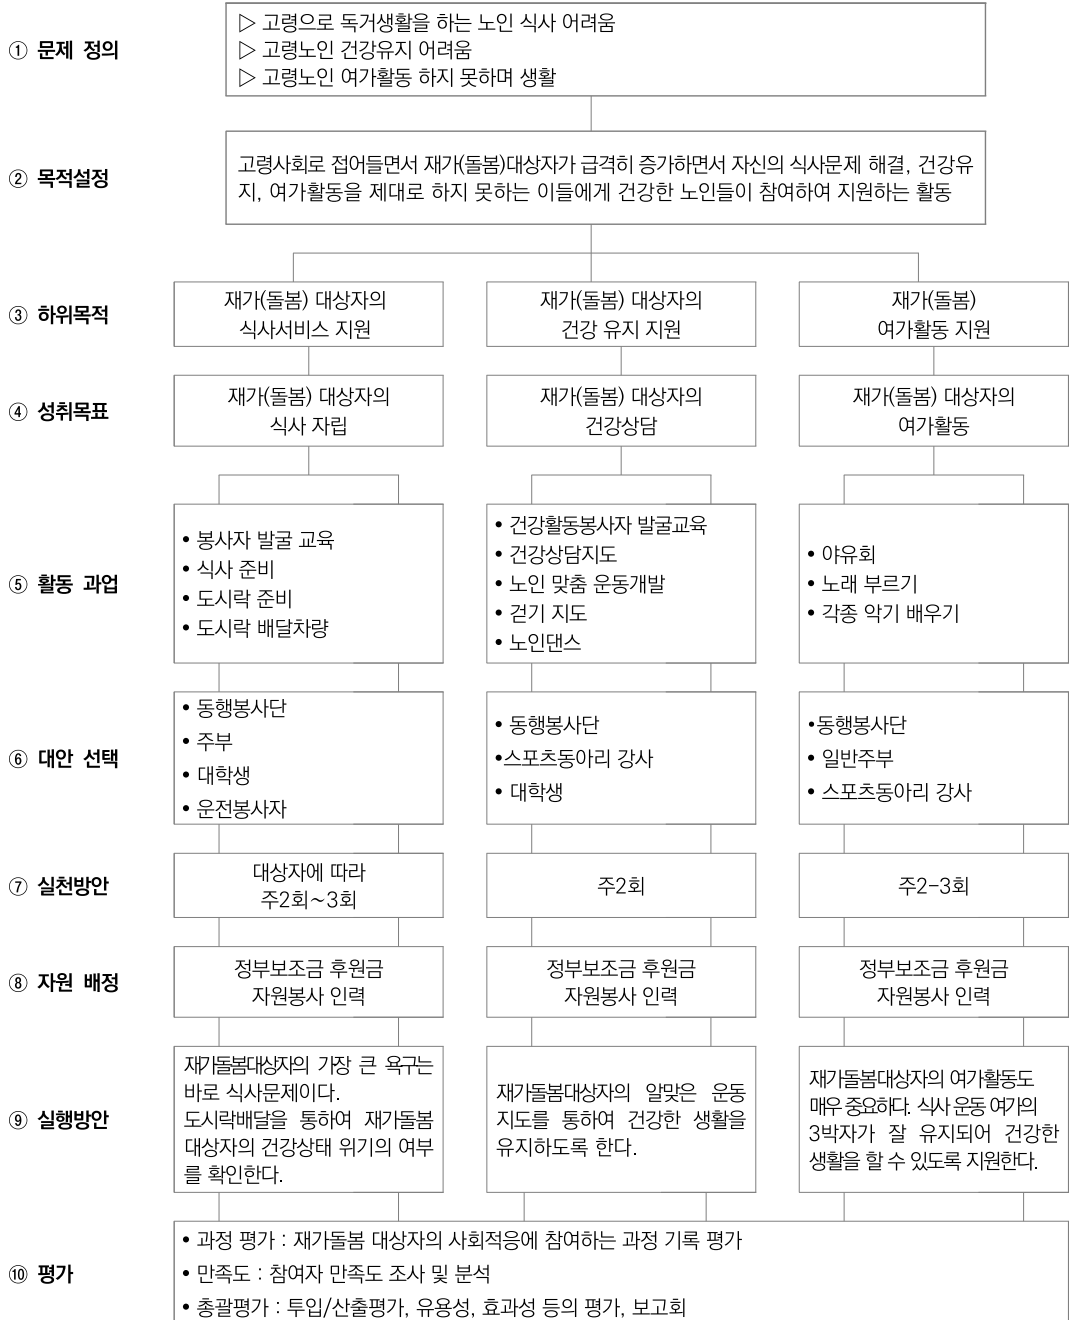 ① 문제 정의
▷ 고령으로 독거생활을 하는 노인 식사 어려움
▷ 고령노인 건강유지 어려움
▷ 고령노인 여가활동 하지 못하며 생활
② 목적설정
고령사회로 접어들면서 재가(돌봄)대상자가 급격히 증가하면서 자신의 식사문제 해결, 건강유
지, 여가활동을 제대로 하지 못하는 이들에게 건강한 노인들이 참여하여 지원하는 활동
③ 하위목적
재가(돌봄) 대상자의
식사서비스 지원
재가(돌봄) 대상자의
건강 유지 지원
재가(돌봄)
여가활동 지원
④ 성취목표
재가(돌봄) 대상자의
식사 자립
재가(돌봄) 대상자의
건강상담
재가(돌봄) 대상자의
여가활동
⑤ 활동 과업
• 봉사자 발굴 교육
• 식사 준비
• 도시락 준비
• 도시락 배달차량
• 건강활동봉사자 발굴교육
• 건강상담지도
• 노인 맞춤 운동개발
• 걷기 지도
• 노인댄스
• 야유회
• 노래 부르기
• 각종 악기 배우기
⑥ 대안 선택
• 동행봉사단
• 주부
• 대학생
• 운전봉사자
• 동행봉사단
•스포츠동아리 강사
• 대학생
•동행봉사단
• 일반주부
• 스포츠동아리 강사
⑦ 실천방안
대상자에 따라
주2회~3회
주2회
주2-3회
⑧ 자원 배정
정부보조금 후원금
자원봉사 인력
정부보조금 후원금
자원봉사 인력
정부보조금 후원금
자원봉사 인력
⑨ 실행방안
재가돌봄대상자의 가장 큰 욕구는
바로 식사문제이다.
도시락배달을 통하여 재가돌봄
대상자의 건강상태 위기의 여부
를 확인한다.
재가돌봄대상자의 알맞은 운동
지도를 통하여 건강한 생활을
유지하도록 한다.
재가돌봄대상자의 여가활동도
매우 중요하다. 식사 운동 여가의
3박자가 잘 유지되어 건강한
생활을 할 수 있도록 지원한다.
⑩ 평가
• 과정 평가 : 재가돌봄 대상자의 사회적응에 참여하는 과정 기록 평가
• 만족도 : 참여자 만족도 조사 및 분석
• 총괄평가 : 투입/산출평가, 유용성, 효과성 등의 평가, 보고회